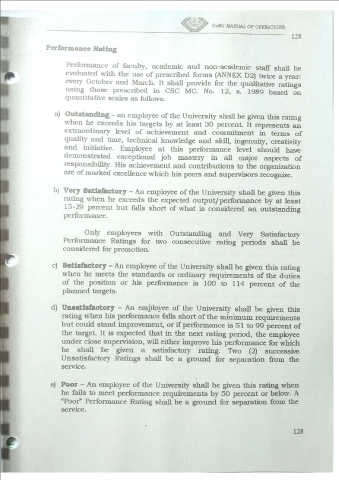 CvSU MANUAL OF OPERATIONS
128
Performance Rating
Performance of faculty, academic and non-academic staff shall be
evaluated with the use of prescribed forms (ANNEX D2) twice a year:
every October and March. It shall provide for the qualitative ratings
using those prescribed in CSC MC. No. 12, s. 1989 based on
quantitative scales as follows:
a) Outstanding – an employee of the University shall be given this rating
when he exceeds his targets by at least 30 percent. It represents an
extraordinary level of achievement and commitment in terms of
quality and time, technical knowledge and skill, ingenuity, creativity
and initiative. Employee at this performance level should have
demonstrated exceptional job mastery in all major aspects of
responsibility. His achievement and contributions to the organization
are of marked excellence which his peers and supervisors recognize.
b) Very Satisfactory – An employee of the University shall be given this
rating when he exceeds the expected output/performance by at least
15-29 percent but falls short of what is considered an outstanding
performance.
Only employees with Outstanding and Very Satisfactory
Performance Ratings for two consecutive rating periods shall be
considered for promotion.
c) Satisfactory – An employee of the University shall be given this rating
when he meets the standards or ordinary requirements of the duties
of the position or his performance is 100 to 114 percent of the
planned targets.
d) Unsatisfactory – An employee of the University shall be given this
rating when his performance falls short of the minimum requirements
but could stand improvement, or if performance is 51 to 99 percent of
the target. It is expected that in the next rating period, the employee
under close supervision, will either improve his performance for which
he shall be given a satisfactory rating. Two (2) successive
Unsatisfactory Ratings shall be a ground for separation from the
service.
e) Poor – An employee of the University shall be given this rating when
he fails to meet performance requirements by 50 percent or below. A
"Poor" Performance Rating shall be a ground for separation from the
service.
128